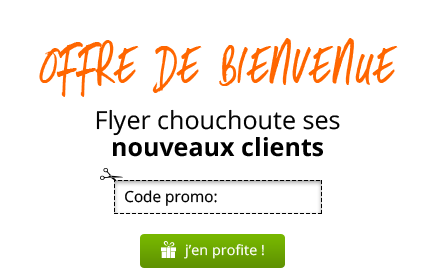 OFFRE DE BIENVENUE
Flyer chouchoute ses
nouveaux clients
Code promo:
j'en profite !